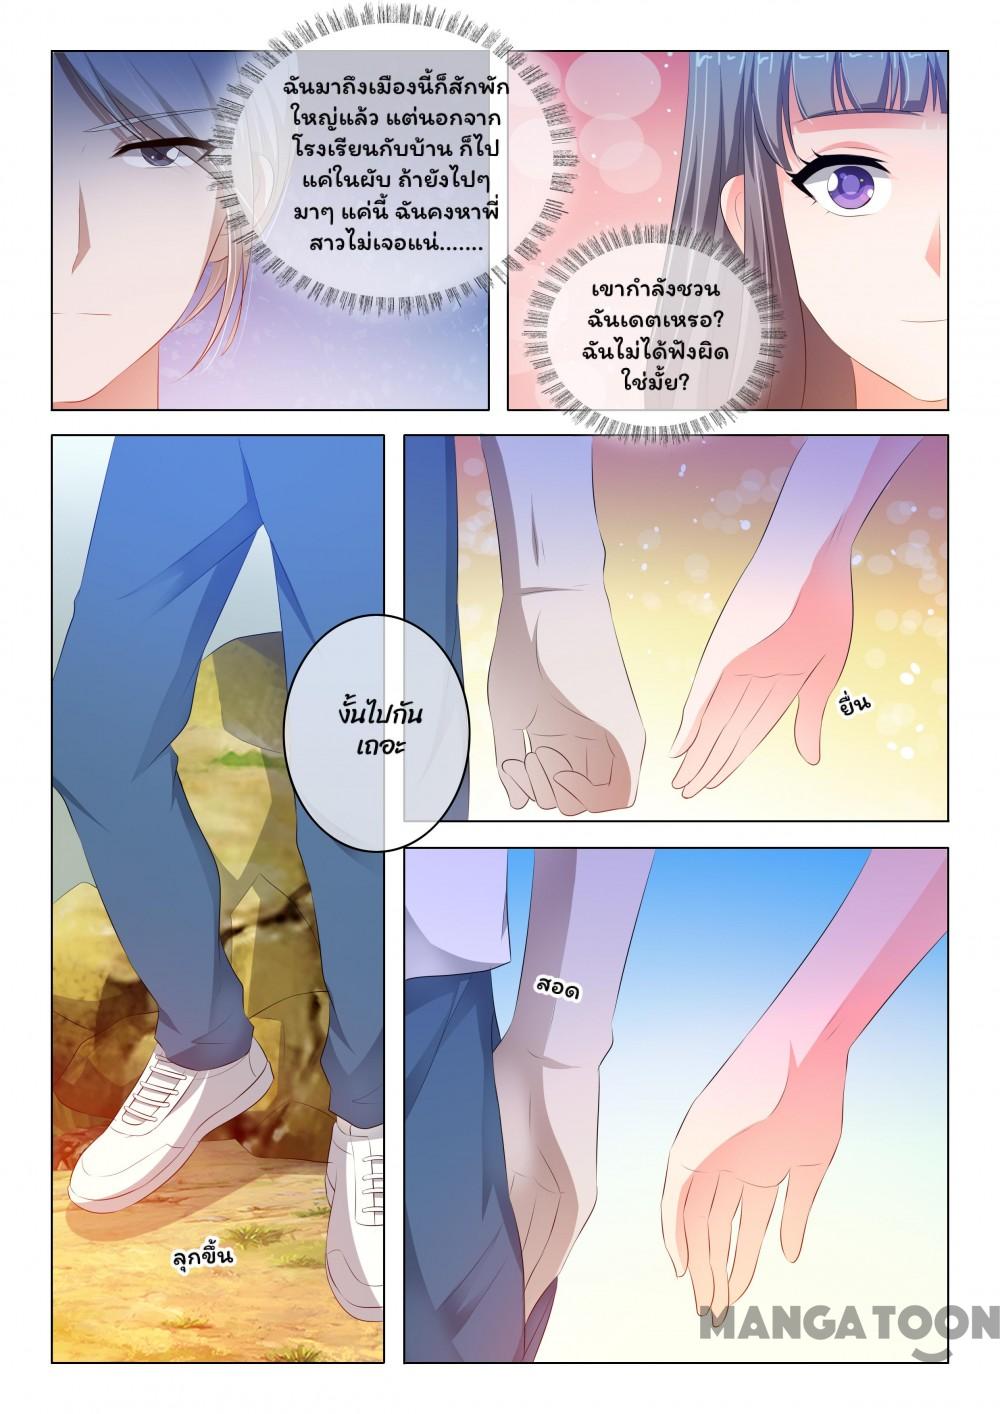 ฉันมาถึงเมืองนี้ก็สักพัก
ใหญ่แล้ว แต่นอกจาก
โรงเรียนกับบ้าน ก็ไป
แค่ในผับ ถ้ายังไปๆ
มาๆ แค่นี้ ฉันคงหาพี่
สาวไม่เจอแน่.......
เขากำลังชวน
ฉันเดตเหรอ?
ฉันไม่ได้ฟังผิด
ใช่มั้ย?
งั้นไปกัน
เถอะ
ยื่น
สอด
ลุกขึ้น
MANGATOON